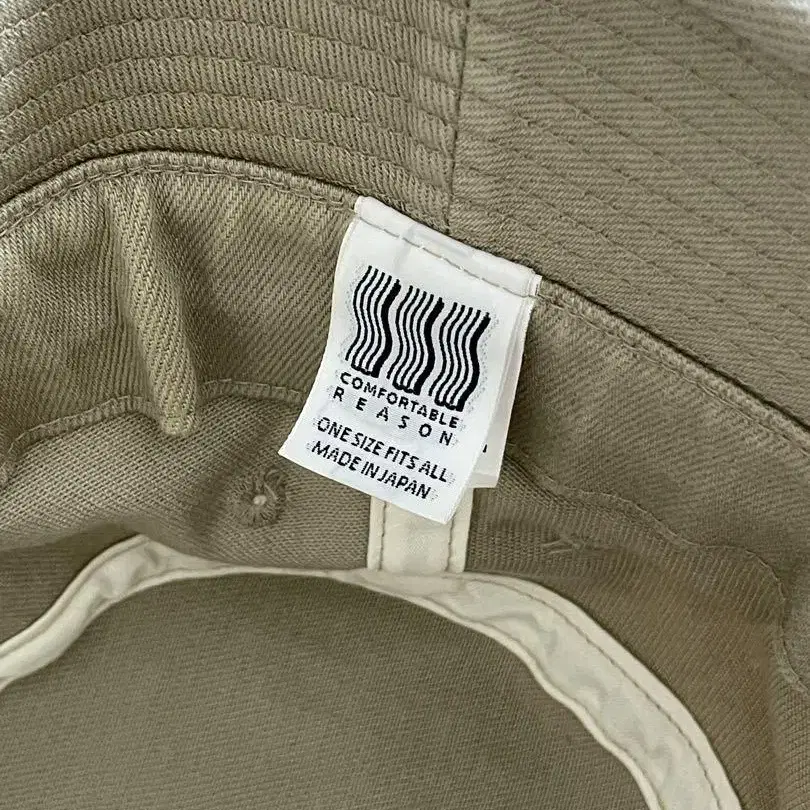 COMFORTABLE
REASON
ONE SIZE FITS ALL
MADE IN JAPAN